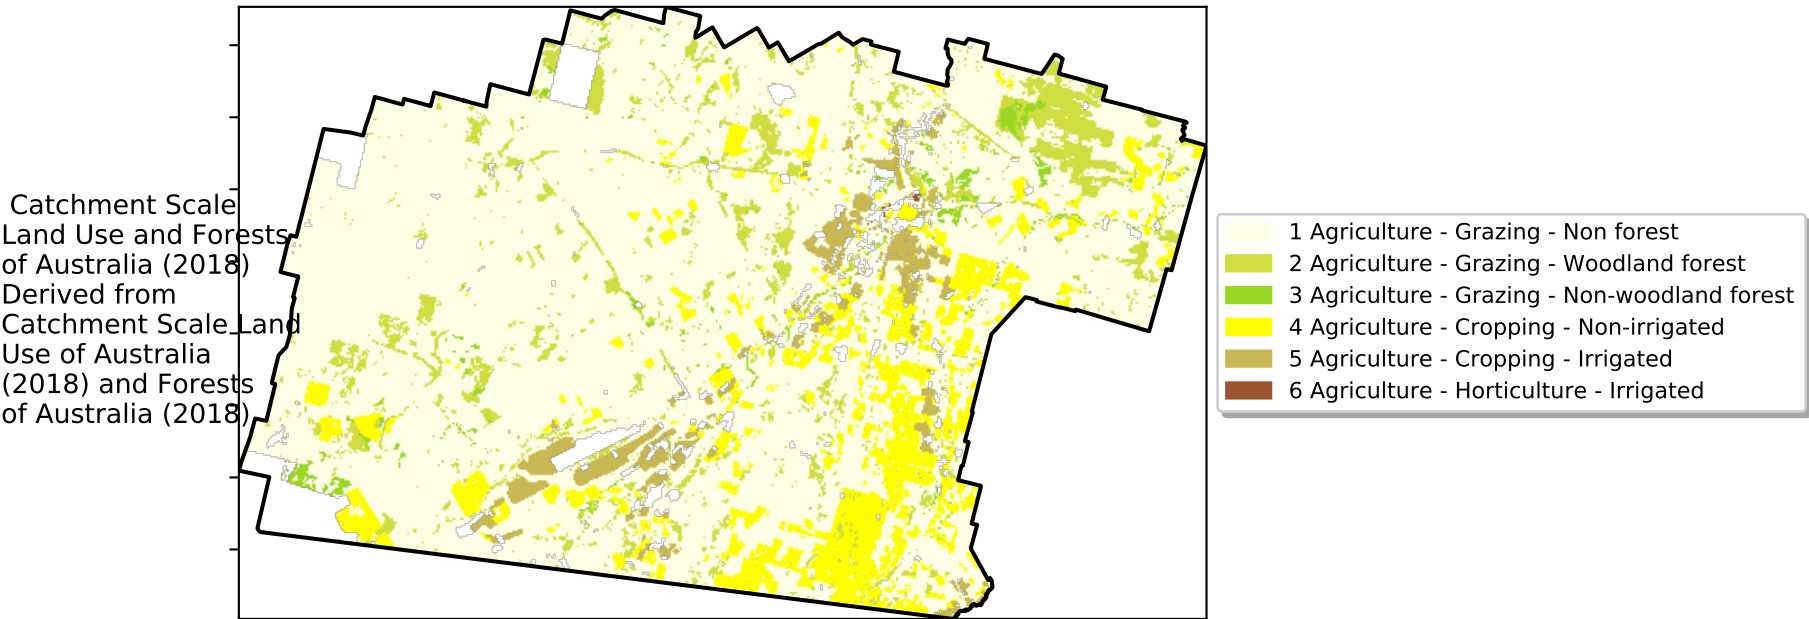 Catchment Scale
Land Use and Forests
of Australia (2018)
Derived from
Catchment Scale Land
Use of Australia
(2018) and Forests
of Australia (2018)
1 Agriculture - Grazing - Non forest
2 Agriculture - Grazing - Woodland forest
3 Agriculture - Grazing - Non-woodland forest
4 Agriculture - Cropping - Non-irrigated
5 Agriculture - Cropping - Irrigated
6 Agriculture - Horticulture - Irrigated